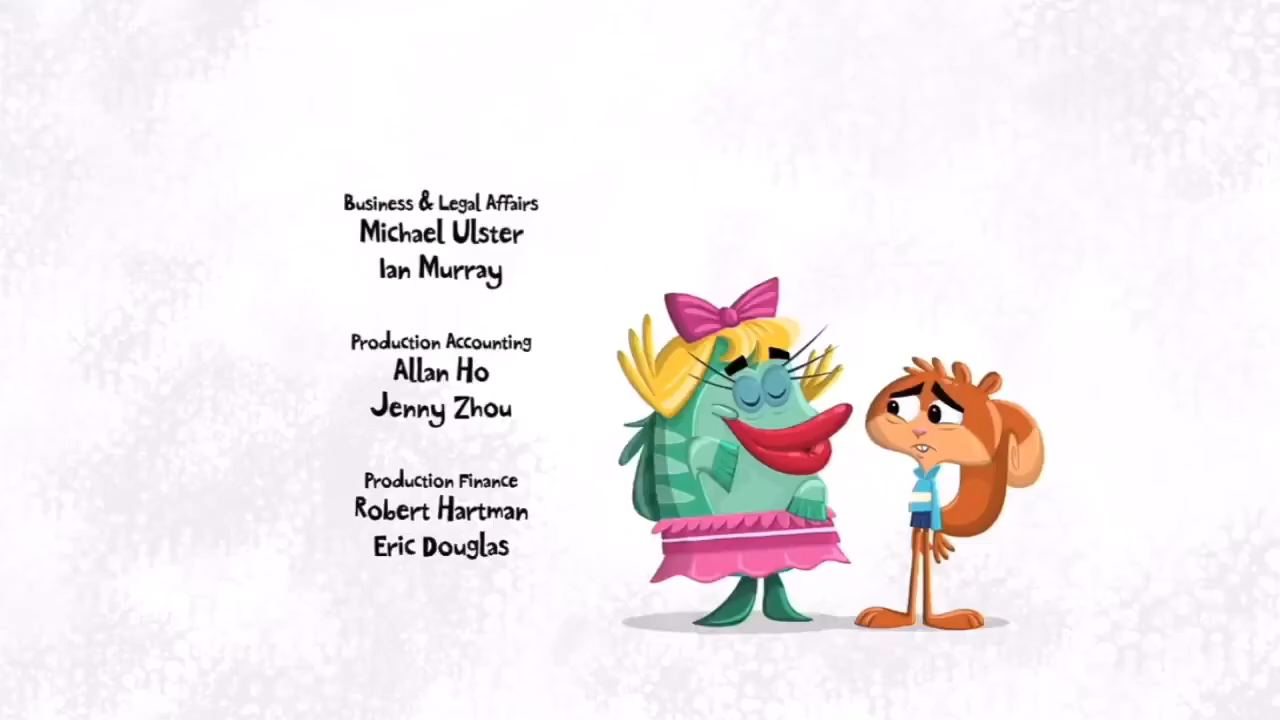 Business & Legal Affairs
Michael Ulster
Ian Murray
Production Accounting
Allan Ho
Jenny Zhou
Production Finance
Robert Hartman
Eric Douglas